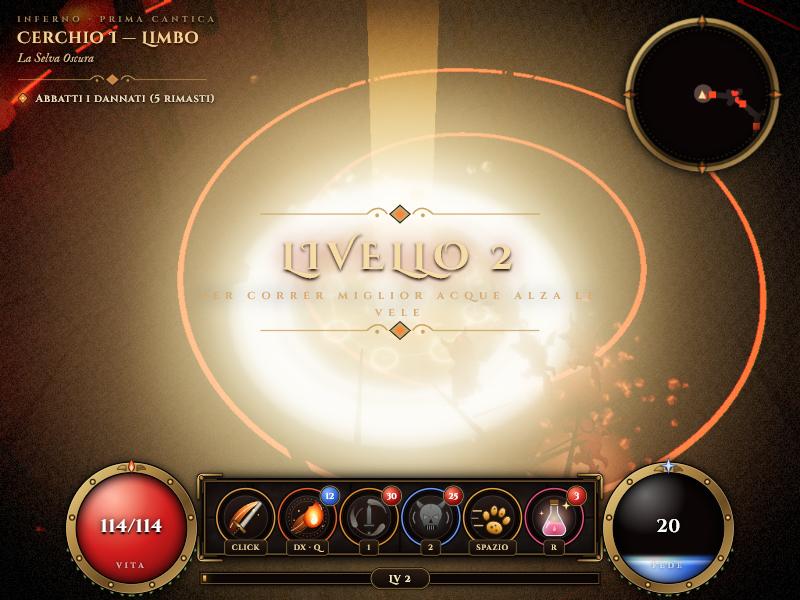 INFERNO · PRIMA CANTICA
CERCHIO I — LIMBO
La Selva Oscura
ABBATTI I DANNATI (5 RIMASTI)
LIVELLO 2
PER CORRER MIGLIOR ACQUE ALZA LE
VELE
12
30
25
3
114/114
20
VITA
CLICK
DX · Q
1
2
SPAZIO
R
FEDE
LV 2